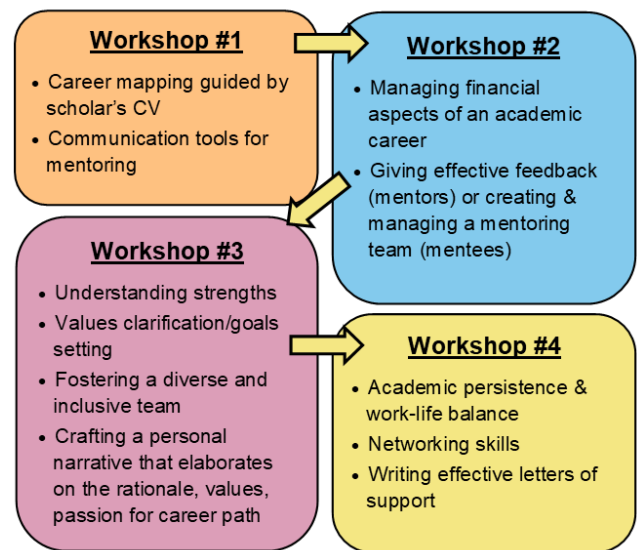 Workshop #1
• Career mapping guided by
scholar's CV
• Communication tools for
mentoring
Workshop #2
• Managing financial
aspects of an academic
career
• Giving effective feedback
(mentors) or creating &
managing a mentoring
team (mentees)
Workshop #3
• Understanding strengths
• Values clarification/goals
setting
• Fostering a diverse and
inclusive team
• Crafting a personal
narrative that elaborates
on the rationale, values,
passion for career path
Workshop #4
• Academic persistence &
work-life balance
• Networking skills
• Writing effective letters of
support